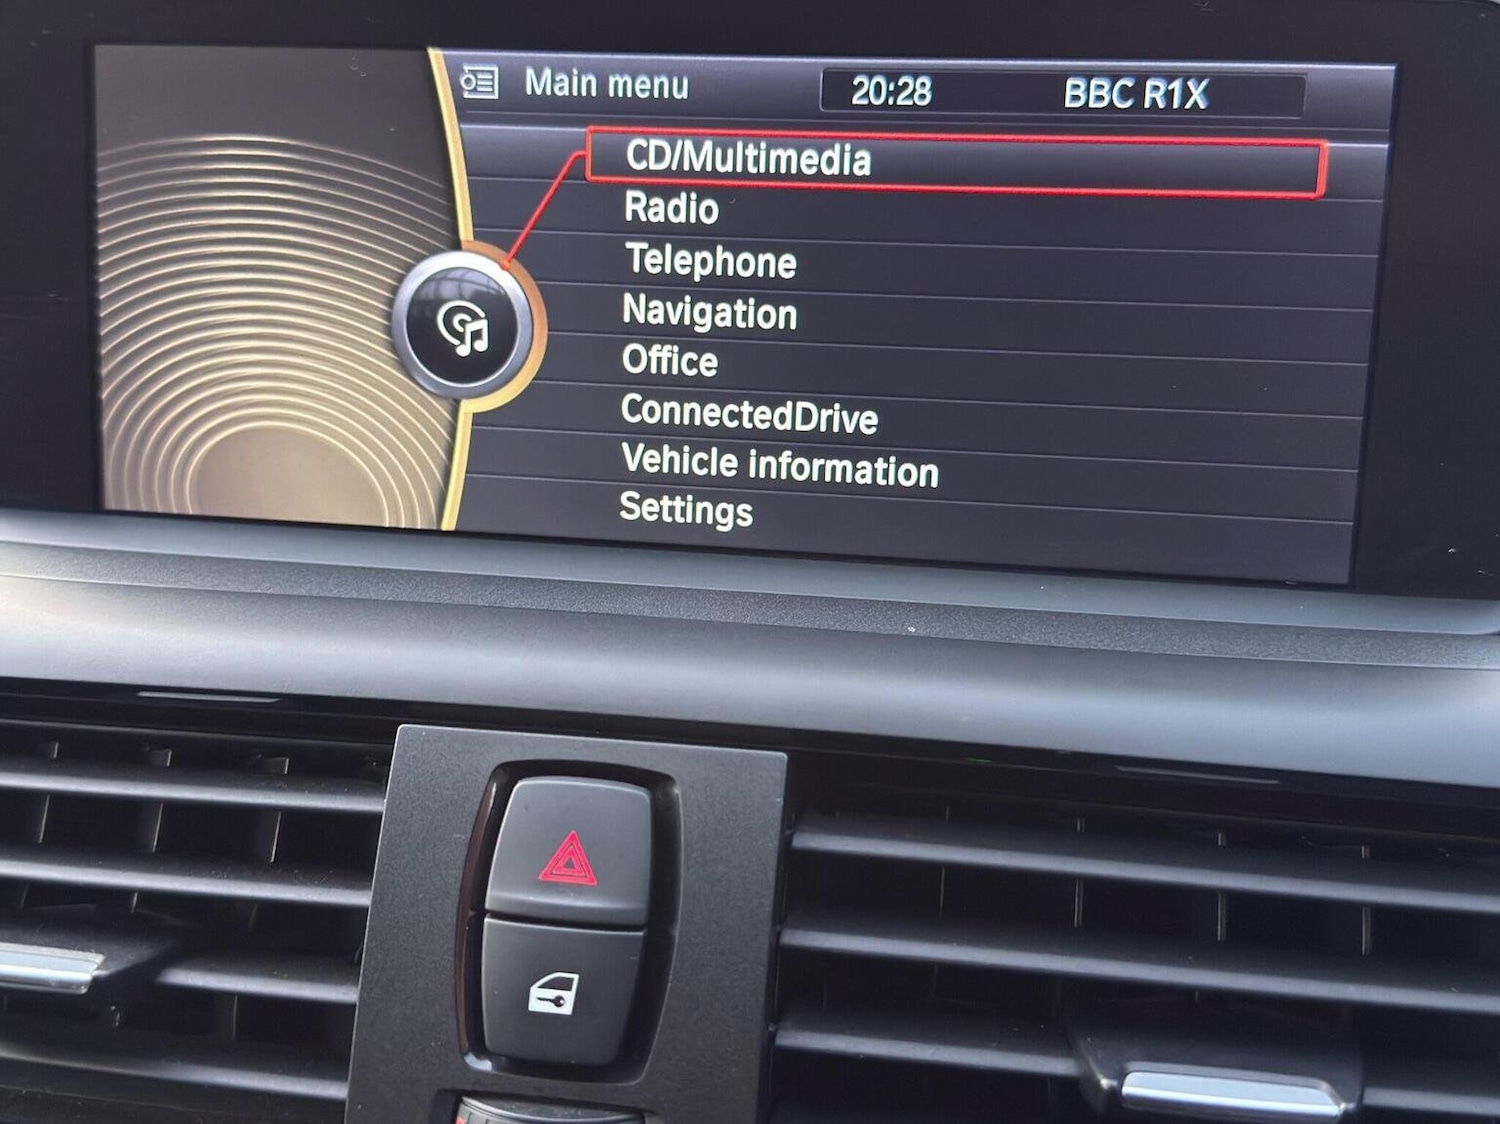 Main menu 20:28 BBC R1X
CD/Multimedia
Radio
Telephone
Navigation
Office
ConnectedDrive
Vehicle information
Settings